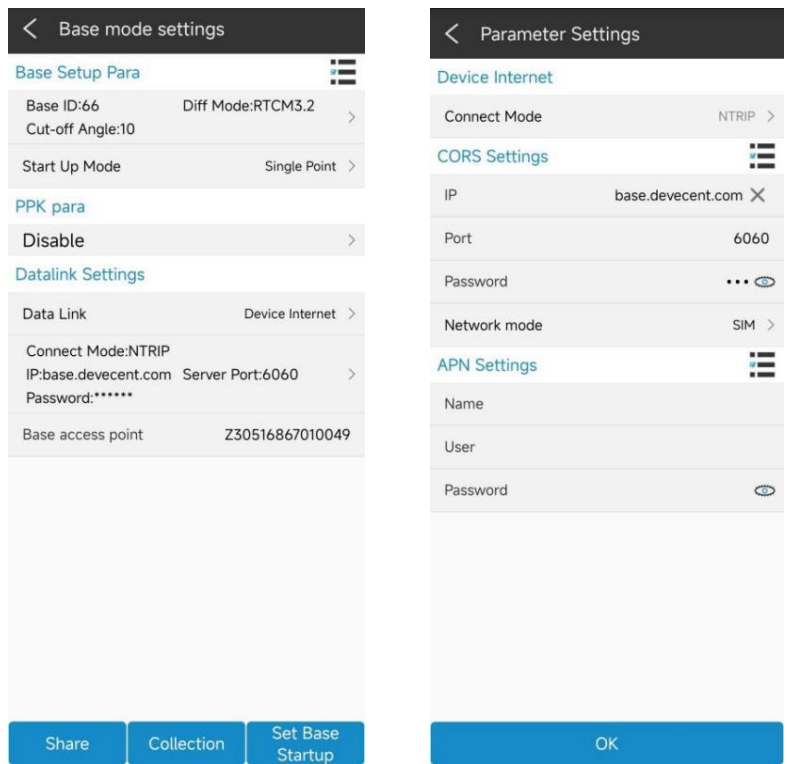 Base mode settings
Base Setup Para
Base ID:66 Diff Mode:RTCM3.2
Cut-off Angle:10
Start Up Mode Single Point
PPK para
Disable
Datalink Settings
Data Link Device Internet
Connect Mode:NTRIP
IP:base.devecent.com Server Port:6060
Password:******
Base access point Z30516867010049
Share Collection Set Base
Startup
Parameter Settings
Device Internet
Connect Mode NTRIP
CORS Settings
IP base.devecent.com
Port 6060
Password •••
Network mode SIM
APN Settings
Name
User
Password
OK